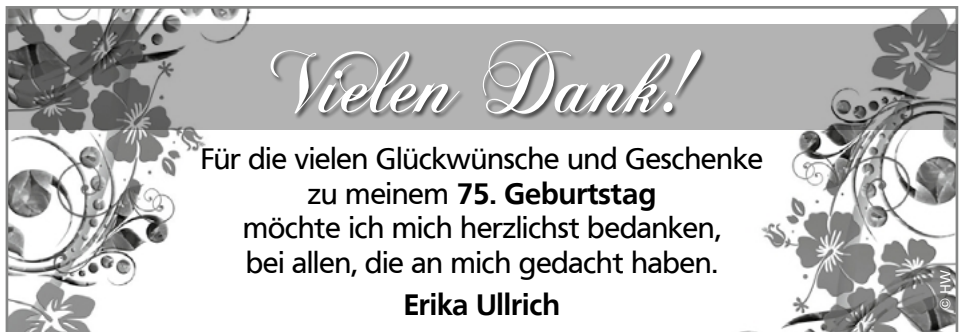 Vielen Dank!
Für die vielen Glückwünsche und Geschenke
zu meinem 75. Geburtstag
möchte ich mich herzlichst bedanken,
bei allen, die an mich gedacht haben.
Erika Ullrich
© HW